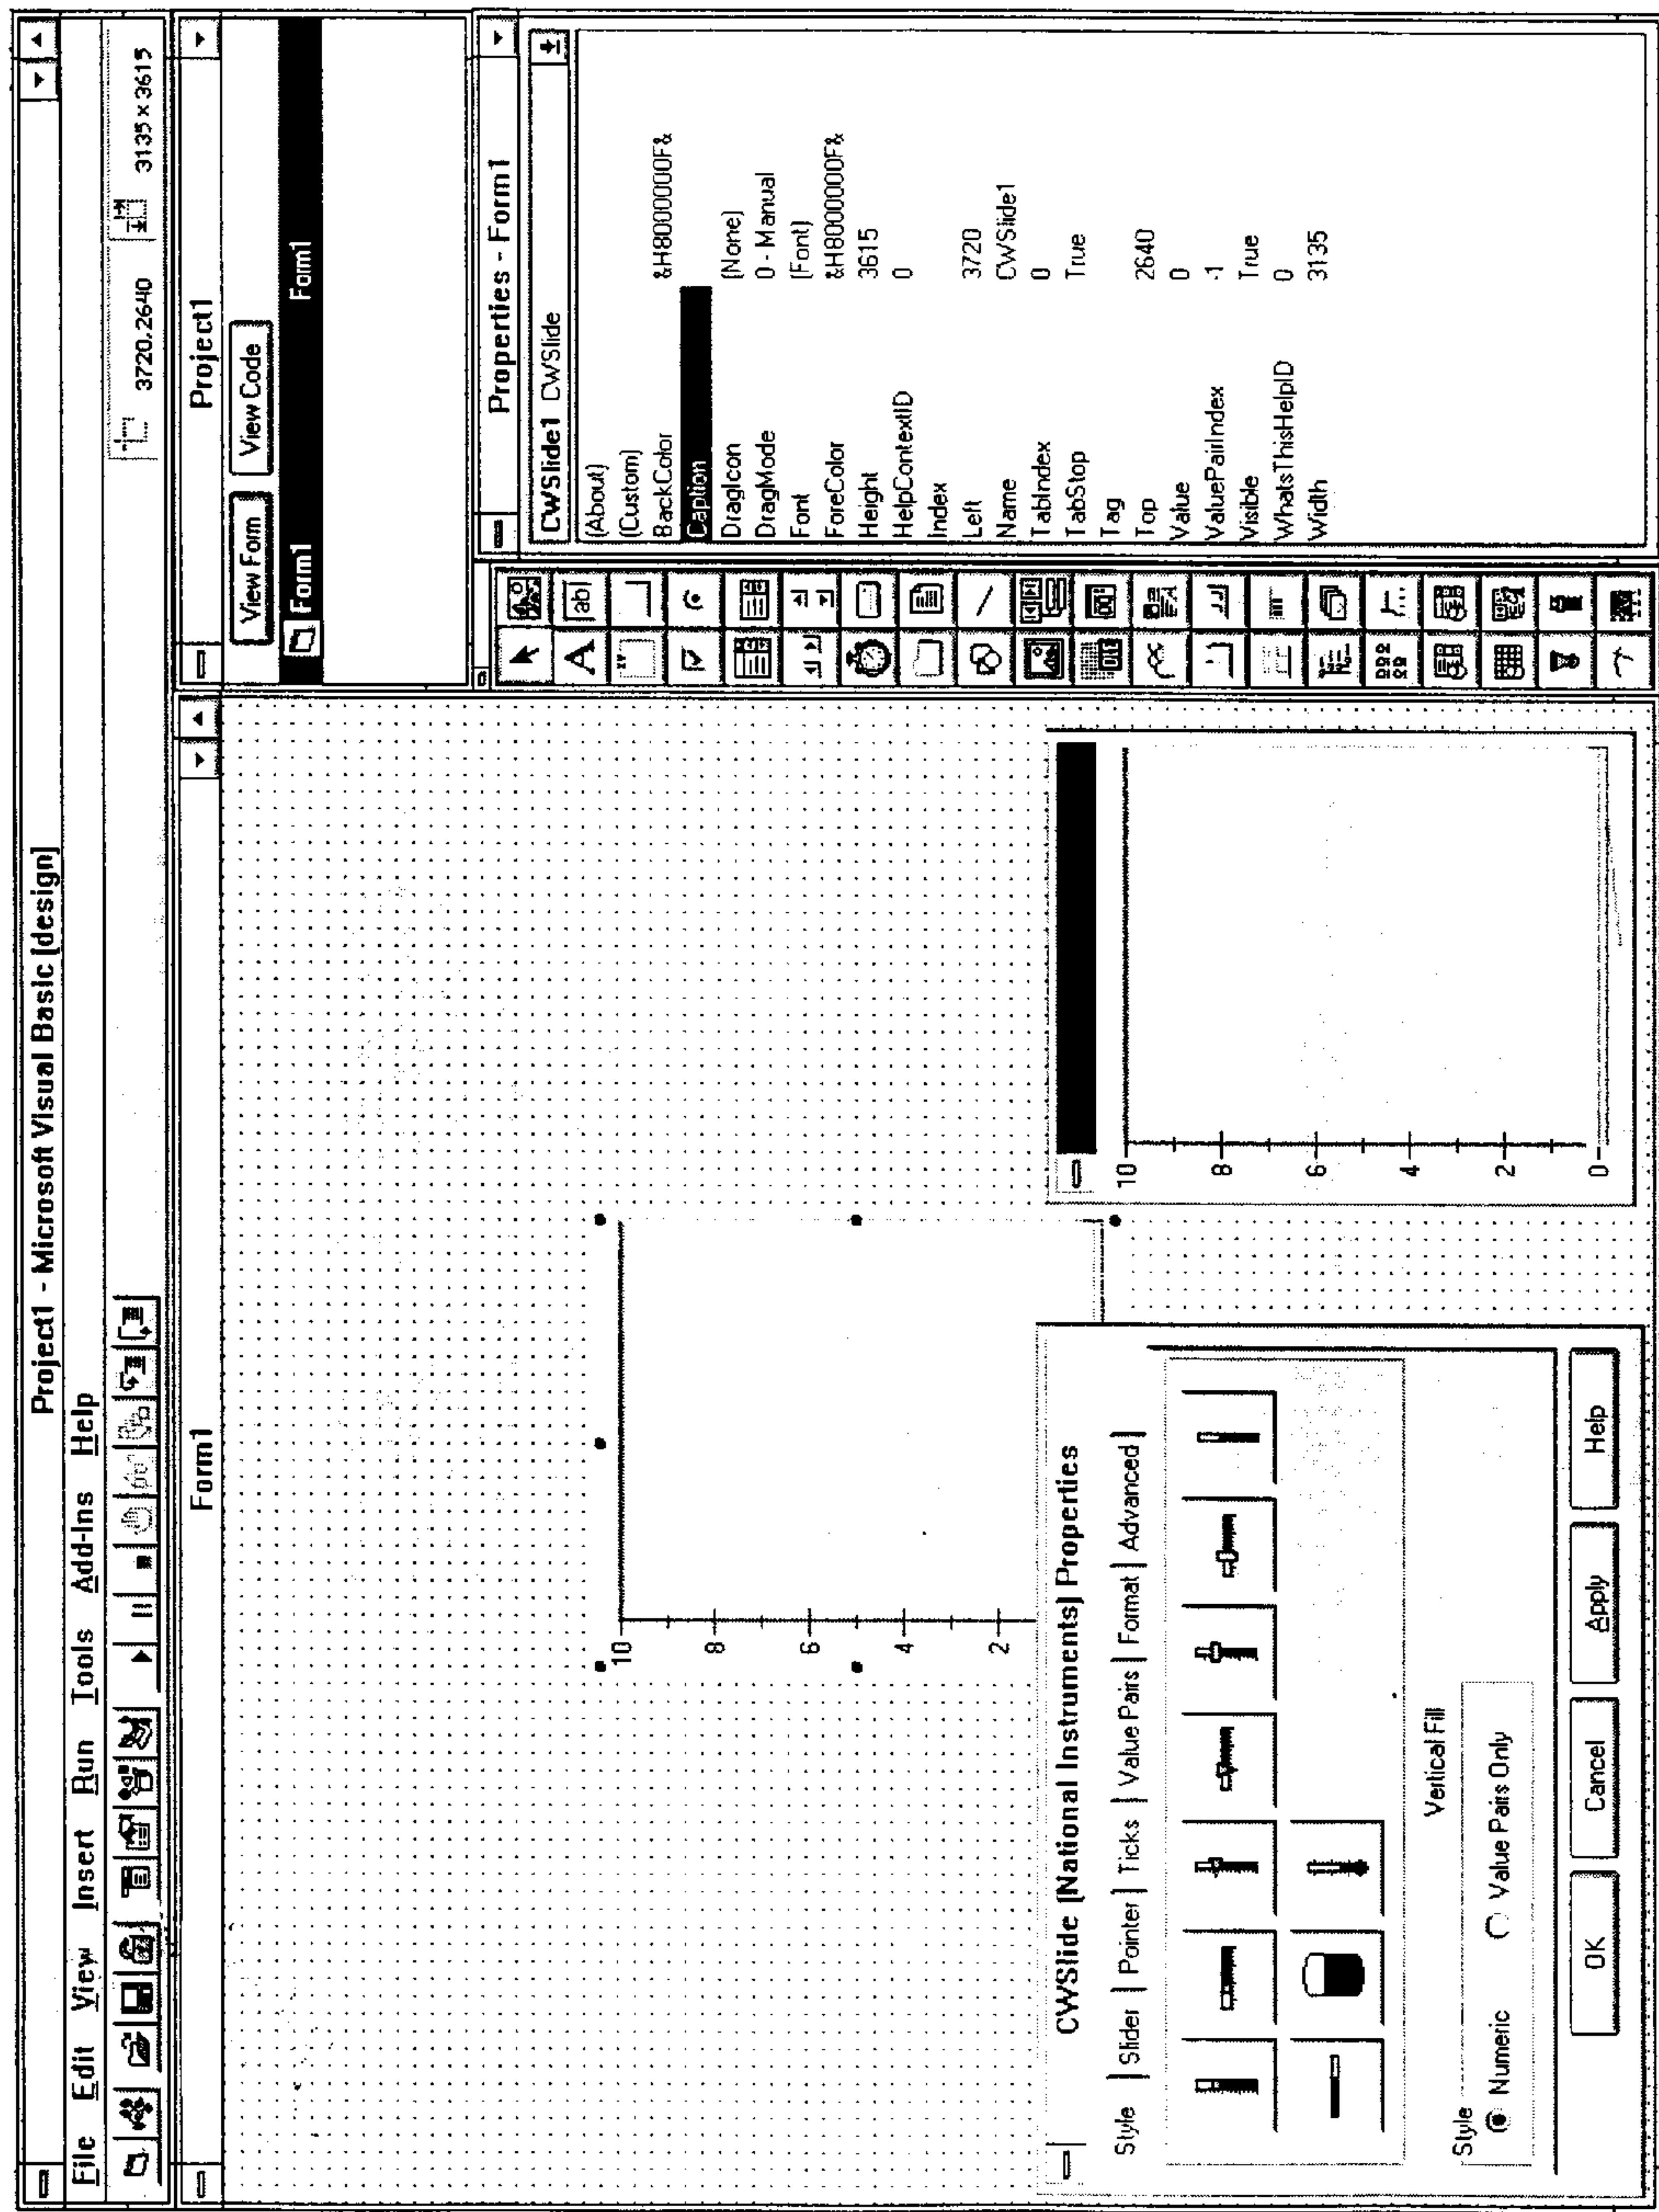 Project1 - Microsoft Visual Basic [design]
File Edit View Insert Run Tools Add-Ins Help
3720,2640 3135 x 3615
Form1
10
8
6
4
2
CWSlide [National Instruments] Properties
Style Slider Pointer Ticks Value Pairs Format Advanced
Vertical Fill
Style
Numeric Value Pairs Only
OK Cancel Apply Help
10
8
6
4
2
0
Project1
View Form View Code
Form1 Form1
A ab
Properties - Form1
CWSlide1 CWSlide
(About)
(Custom)
BackColor &H8000000F&
Caption
DragIcon (None)
DragMode 0 - Manual
Font (Font)
ForeColor &H8000000F&
Height 3615
HelpContextID 0
Index
Left 3720
Name CWSlide1
TabIndex 0
TabStop True
Tag
Top 2640
Value 0
ValuePairIndex -1
Visible True
WhatsThisHelpID 0
Width 3135